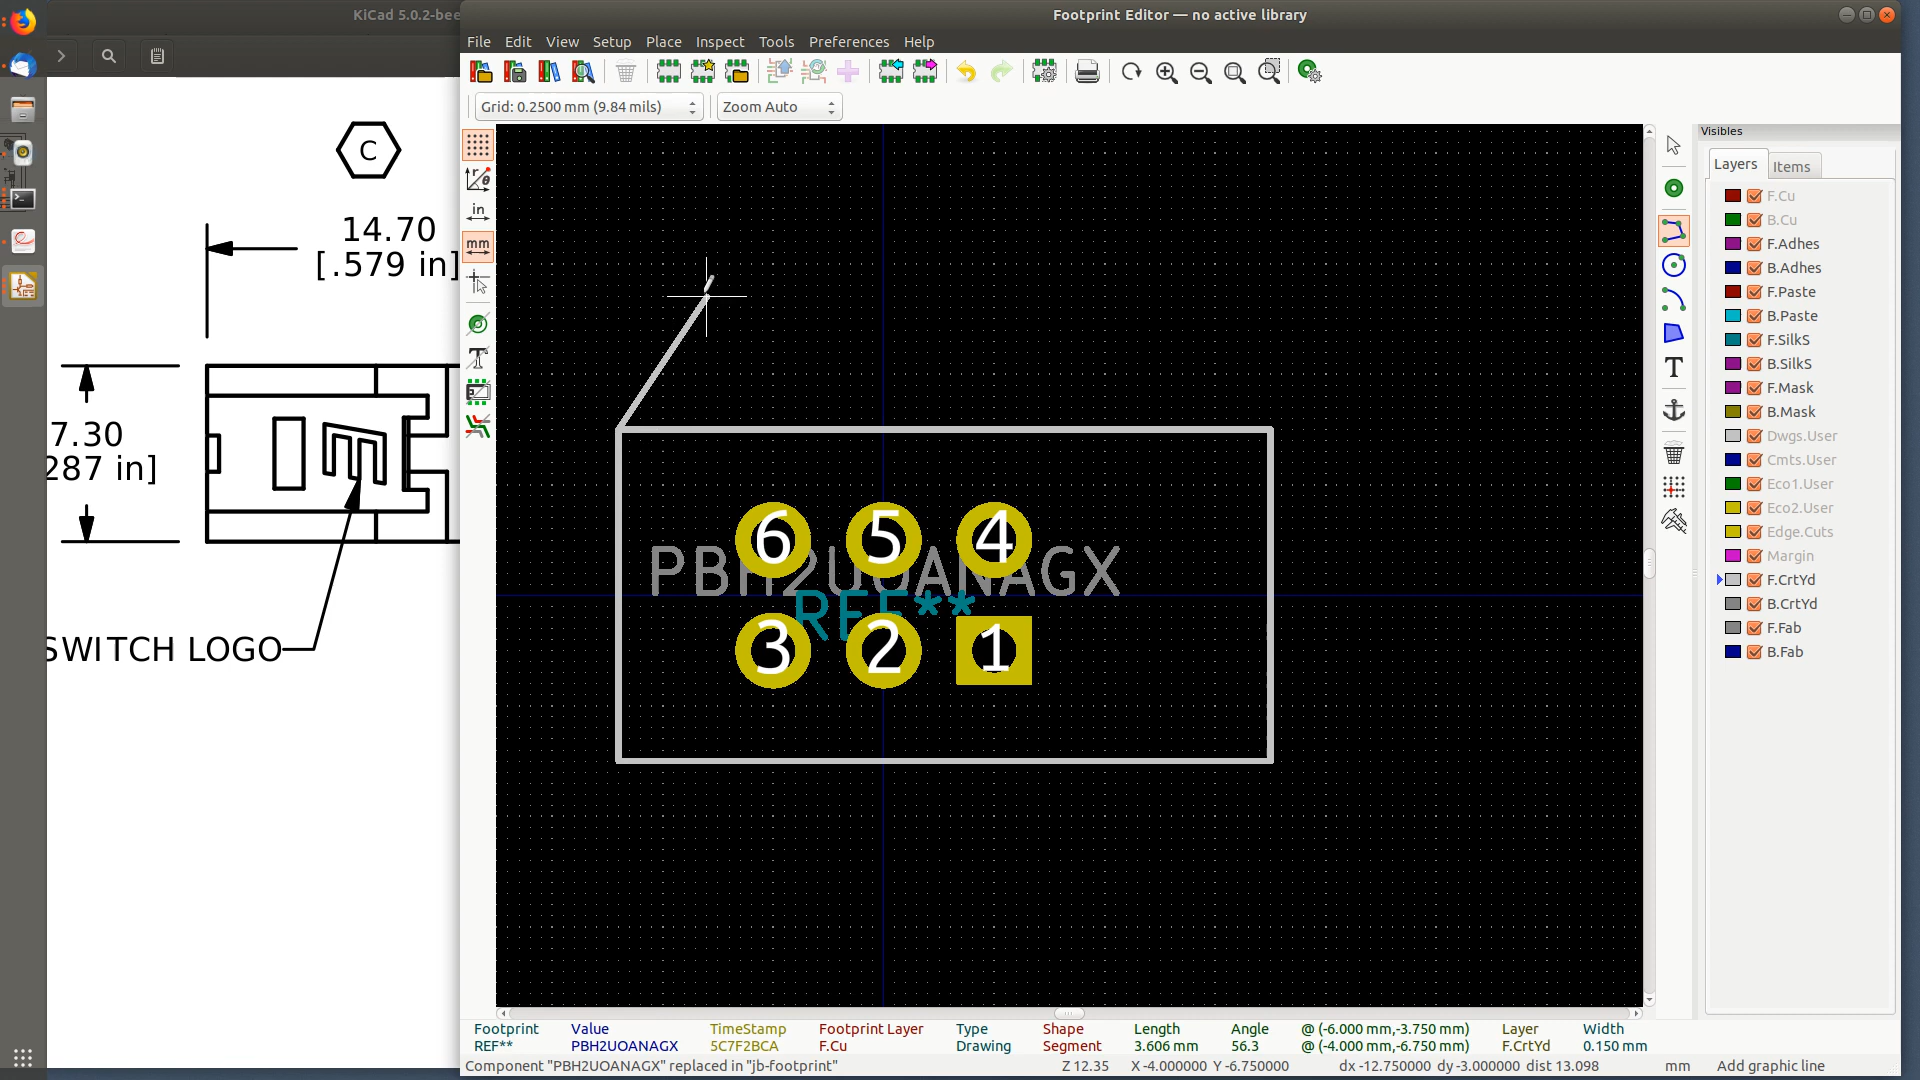 KiCad 5.0.2-bee
Footprint Editor — no active library
File Edit View Setup Place Inspect Tools Preferences Help
Grid: 0.2500 mm (9.84 mils)
Zoom Auto
C
14.70
[.579 in]
7.30
287 in]
SWITCH LOGO
in
mm
6 5 4
PBH2UOANAGX
REF**
3 2 1
Visibles
Layers Items
F.Cu
B.Cu
F.Adhes
B.Adhes
F.Paste
B.Paste
F.SilkS
B.SilkS
F.Mask
B.Mask
Dwgs.User
Cmts.User
Eco1.User
Eco2.User
Edge.Cuts
Margin
F.CrtYd
B.CrtYd
F.Fab
B.Fab
Footprint Value TimeStamp Footprint Layer Type Shape Length Angle @ (-6.000 mm,-3.750 mm) Layer Width
REF** PBH2UOANAGX 5C7F2BCA F.Cu Drawing Segment 3.606 mm 56.3 @ (-4.000 mm,-6.750 mm) F.CrtYd 0.150 mm
Component "PBH2UOANAGX" replaced in "jb-footprint" Z 12.35 X -4.000000 Y -6.750000 dx -12.750000 dy -3.000000 dist 13.098 mm Add graphic line